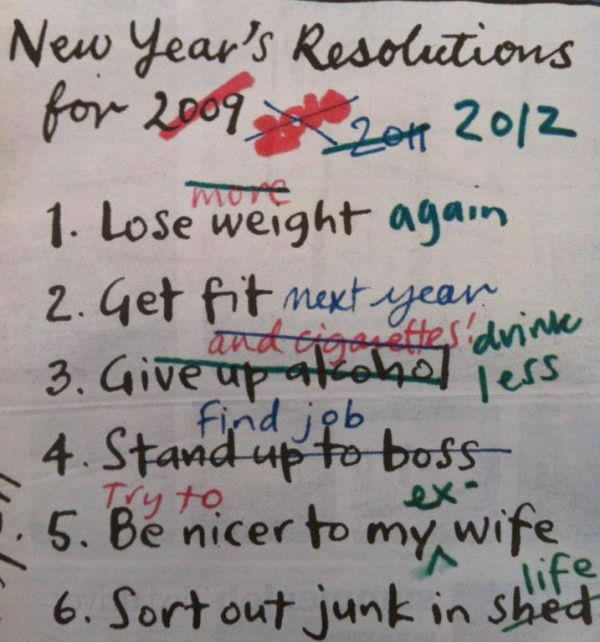 New Year's Resolutions
for 2009 2010 2011 2012
more
1. Lose weight again
2. Get fit next year
and cigarettes! drink
3. Give up alcohol less
find job
4. Stand up to boss
Try to ex-
5. Be nicer to my wife
life
6. Sort out junk in shed